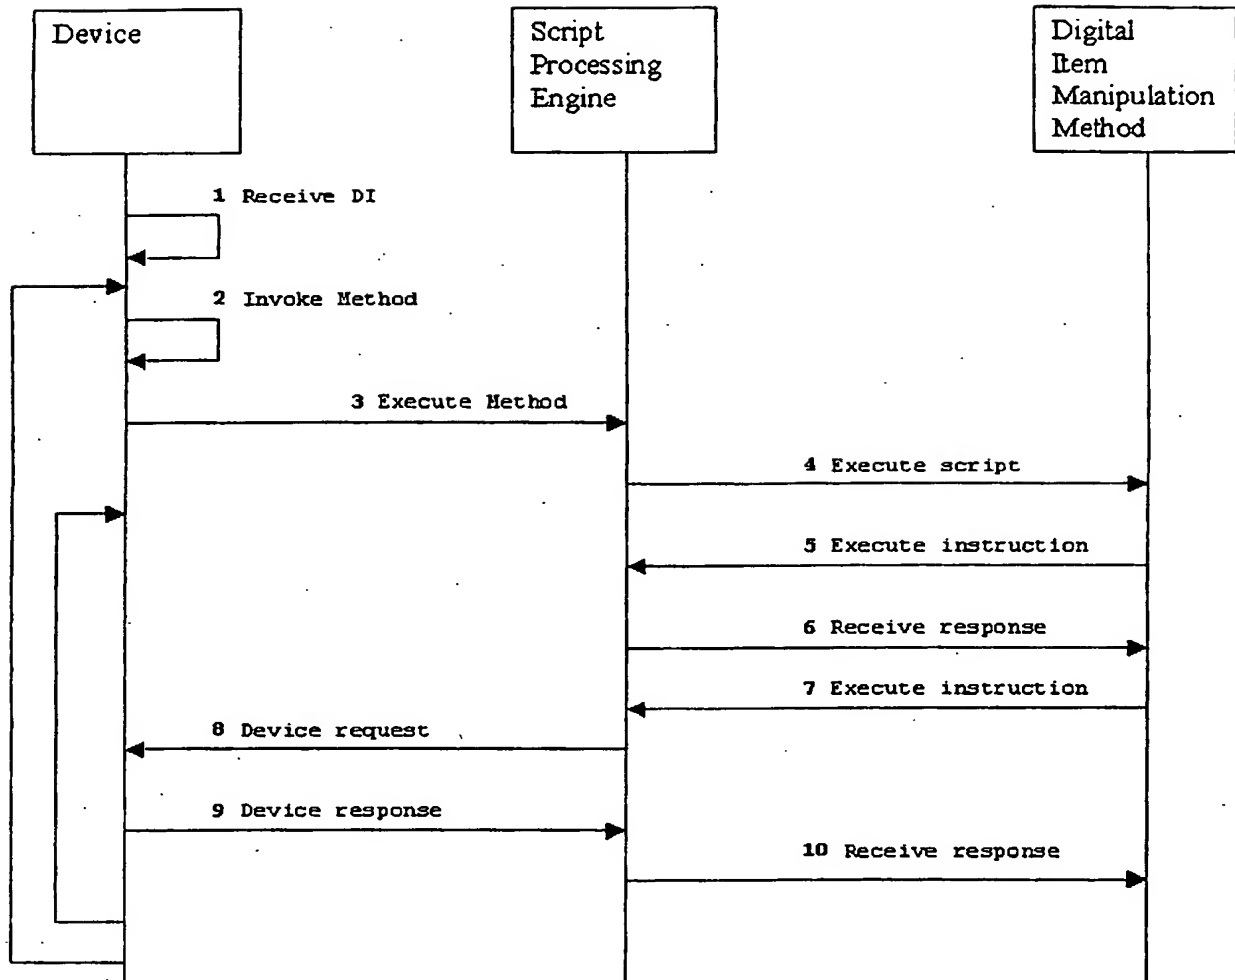 Device
Script
Processing
Engine
Digital
Item
Manipulation
Method
1 Receive DI
2 Invoke Method
3 Execute Method
4 Execute script
5 Execute instruction
6 Receive response
7 Execute instruction
8 Device request
9 Device response
10 Receive response